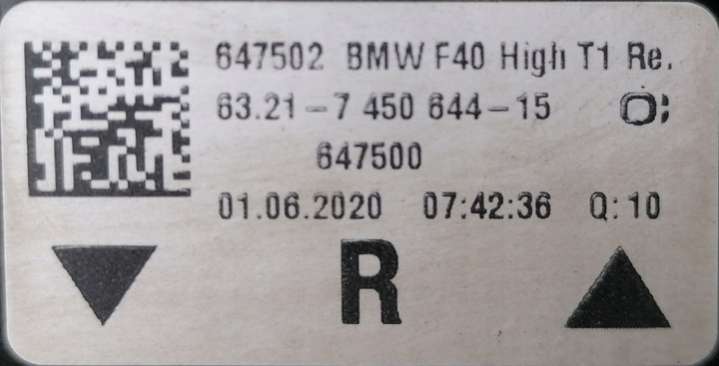 647502 BMW F40 High T1 Re.
63.21-7 450 644-15
647500
01.06.2020 07:42:36 Q: 10
R